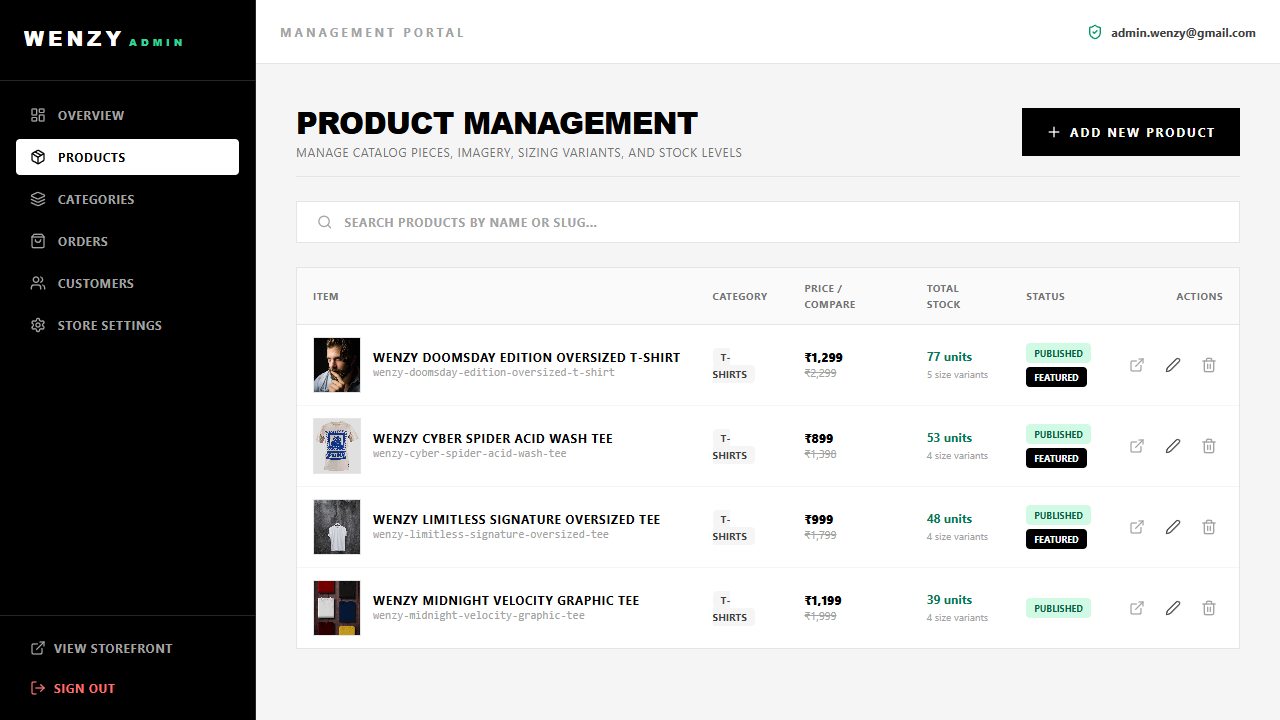 WENZY ADMIN
MANAGEMENT PORTAL
admin.wenzy@gmail.com
OVERVIEW
PRODUCTS
CATEGORIES
ORDERS
CUSTOMERS
STORE SETTINGS
VIEW STOREFRONT
SIGN OUT
PRODUCT MANAGEMENT
MANAGE CATALOG PIECES, IMAGERY, SIZING VARIANTS, AND STOCK LEVELS
ADD NEW PRODUCT
SEARCH PRODUCTS BY NAME OR SLUG...
ITEM CATEGORY PRICE / COMPARE TOTAL STOCK STATUS ACTIONS
WENZY DOOMSDAY EDITION OVERSIZED T-SHIRT
wenzy-doomsday-edition-oversized-t-shirt
T-
SHIRTS
₹1,299
₹2,299
77 units
5 size variants
PUBLISHED
FEATURED
WENZY CYBER SPIDER ACID WASH TEE
wenzy-cyber-spider-acid-wash-tee
T-
SHIRTS
₹899
₹1,398
53 units
4 size variants
PUBLISHED
FEATURED
WENZY LIMITLESS SIGNATURE OVERSIZED TEE
wenzy-limitless-signature-oversized-tee
T-
SHIRTS
₹999
₹1,799
48 units
4 size variants
PUBLISHED
FEATURED
WENZY MIDNIGHT VELOCITY GRAPHIC TEE
wenzy-midnight-velocity-graphic-tee
T-
SHIRTS
₹1,199
₹1,999
39 units
4 size variants
PUBLISHED